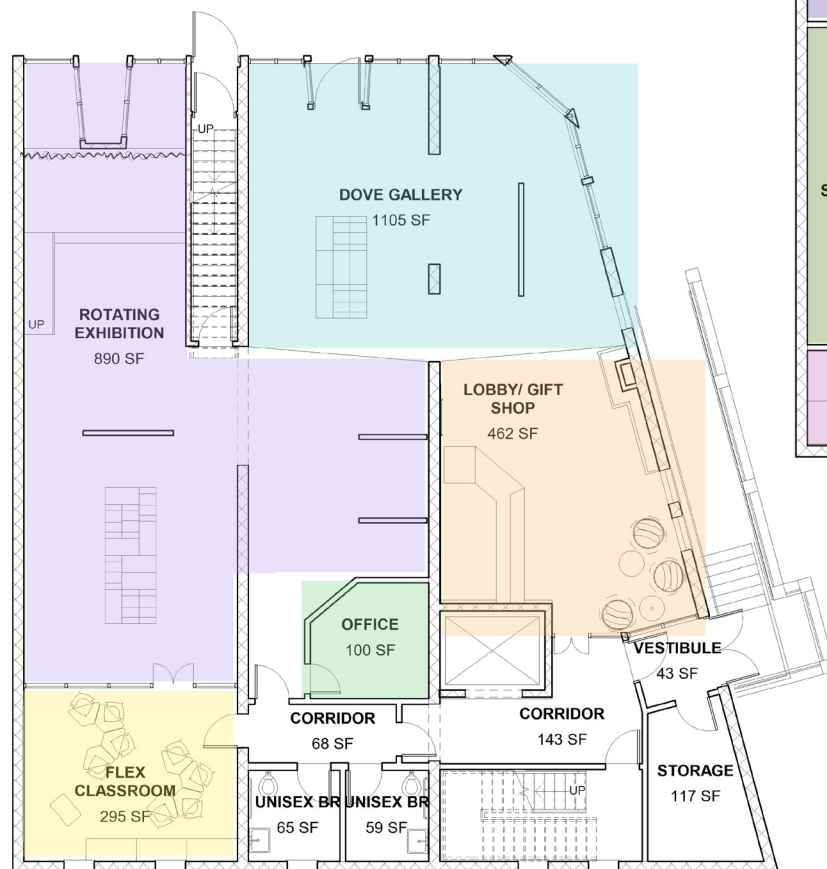 UP
DOVE GALLERY
1105 SF
S
ROTATING
EXHIBITION
890 SF
UP
LOBBY/ GIFT
SHOP
462 SF
OFFICE
100 SF
VESTIBULE
43 SF
CORRIDOR
68 SF
CORRIDOR
143 SF
FLEX
CLASSROOM
295 SF
UNISEX BR
65 SF
UNISEX BR
59 SF
UP
STORAGE
117 SF